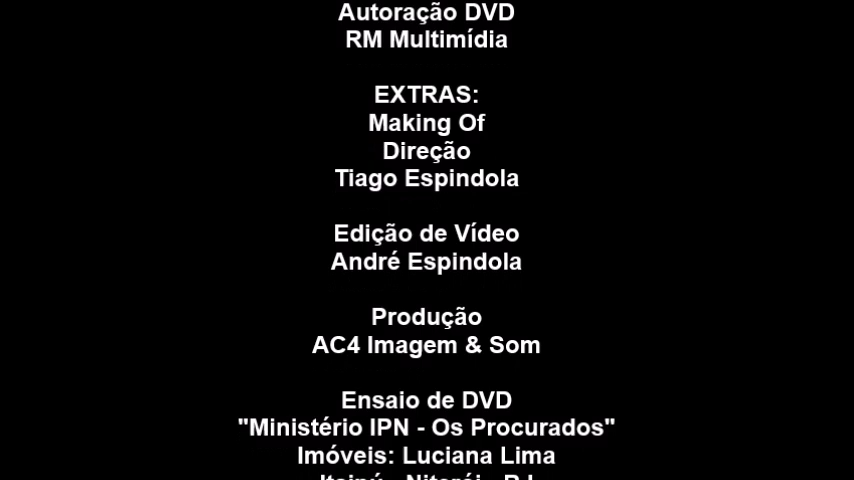 Autoração DVD
RM Multimídia
EXTRAS:
Making Of
Direção
Tiago Espindola
Edição de Vídeo
André Espindola
Produção
AC4 Imagem & Som
Ensaio de DVD
"Ministério IPN - Os Procurados"
Imóveis: Luciana Lima